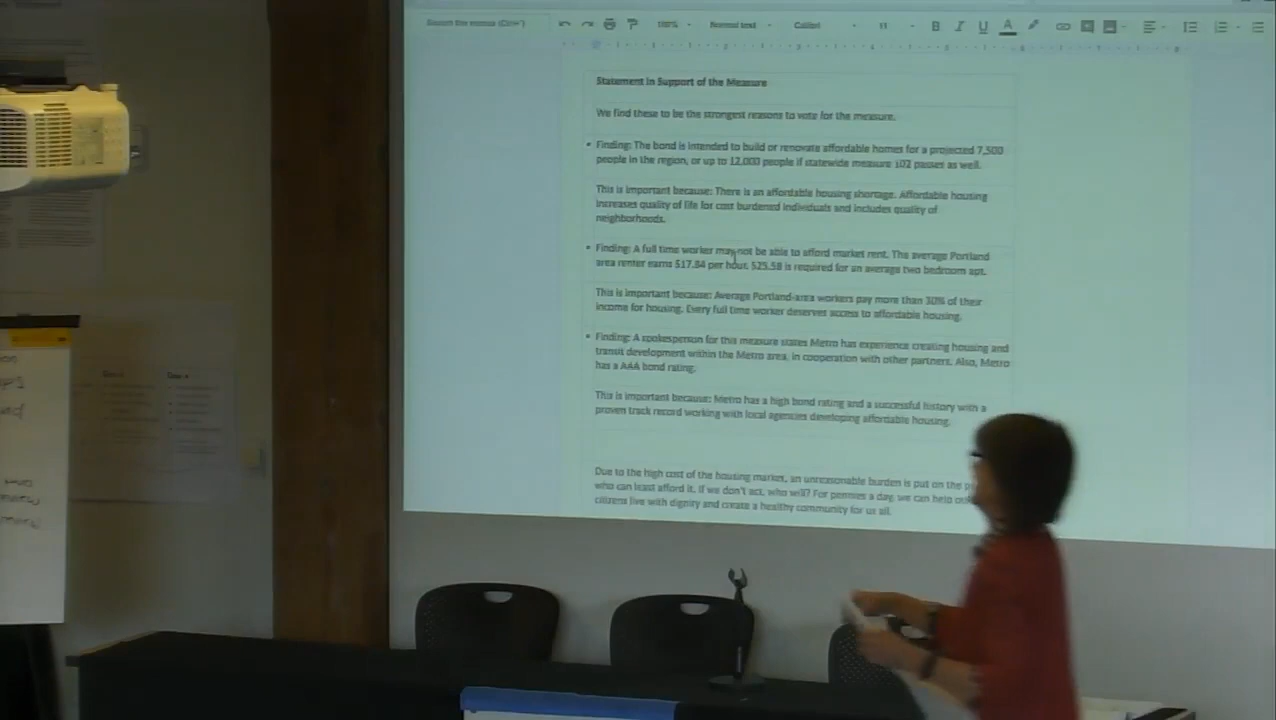 100%
Normal text
Calibri
11
B I U A
Statement in Support of the Measure
We find these to be the strongest reasons to vote for the measure.
Finding: The bond is intended to build or renovate affordable homes for a projected 7,500
people in the region, or up to 12,000 people if statewide measure 102 passes as well.
This is important because: There is an affordable housing shortage. Affordable housing
increases quality of life for cost burdened individuals and includes quality of
neighborhoods.
Finding: A full time worker may not be able to afford market rent. The average Portland
area renter earns $17.84 per hour. $25.58 is required for an average two bedroom apt.
This is important because: Average Portland-area workers pay more than 30% of their
income for housing. Every full time worker deserves access to affordable housing.
Finding: A spokesperson for this measure states Metro has experience creating housing and
transit development within the Metro area, in cooperation with other partners. Also, Metro
has a AAA bond rating.
This is important because: Metro has a high bond rating and a successful history with a
proven track record working with local agencies developing affordable housing.
Due to the high cost of the housing market, an unreasonable burden is put on the
who can least afford it. If we don't act, who will? For pennies a day, we can help
citizens live with dignity and create a healthy community for us all.